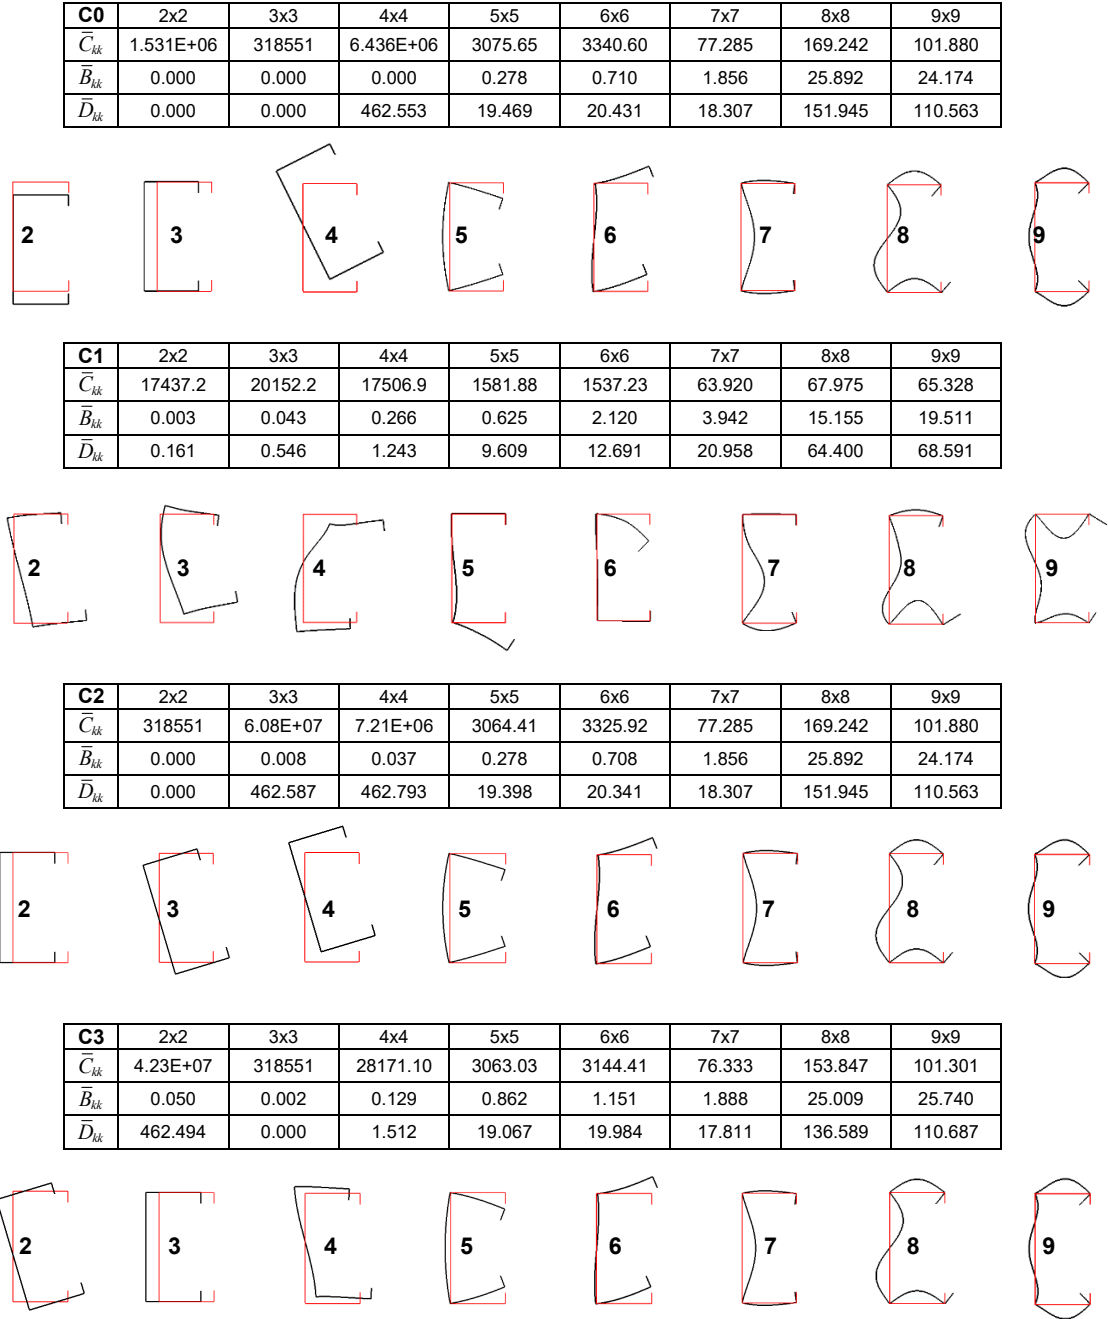 C0 2x2 3x3 4x4 5x5 6x6 7x7 8x8 9x9
C̅kk 1.531E+06 318551 6.436E+06 3075.65 3340.60 77.285 169.242 101.880
B̅kk 0.000 0.000 0.000 0.278 0.710 1.856 25.892 24.174
D̅kk 0.000 0.000 462.553 19.469 20.431 18.307 151.945 110.563
2 3 4 5 6 7 8 9
C1 2x2 3x3 4x4 5x5 6x6 7x7 8x8 9x9
C̅kk 17437.2 20152.2 17506.9 1581.88 1537.23 63.920 67.975 65.328
B̅kk 0.003 0.043 0.266 0.625 2.120 3.942 15.155 19.511
D̅kk 0.161 0.546 1.243 9.609 12.691 20.958 64.400 68.591
2 3 4 5 6 7 8 9
C2 2x2 3x3 4x4 5x5 6x6 7x7 8x8 9x9
C̅kk 318551 6.08E+07 7.21E+06 3064.41 3325.92 77.285 169.242 101.880
B̅kk 0.000 0.008 0.037 0.278 0.708 1.856 25.892 24.174
D̅kk 0.000 462.587 462.793 19.398 20.341 18.307 151.945 110.563
2 3 4 5 6 7 8 9
C3 2x2 3x3 4x4 5x5 6x6 7x7 8x8 9x9
C̅kk 4.23E+07 318551 28171.10 3063.03 3144.41 76.333 153.847 101.301
B̅kk 0.050 0.002 0.129 0.862 1.151 1.888 25.009 25.740
D̅kk 462.494 0.000 1.512 19.067 19.984 17.811 136.589 110.687
2 3 4 5 6 7 8 9